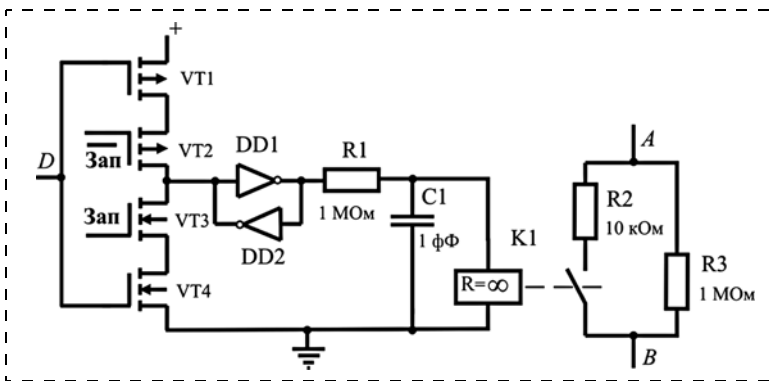 +
VT1
VT2
Зап
D
Зап
VT3
VT4
DD1
DD2
R1
1 МОм
C1
1 фФ
K1
R=∞
A
R2
10 кОм
R3
1 МОм
B